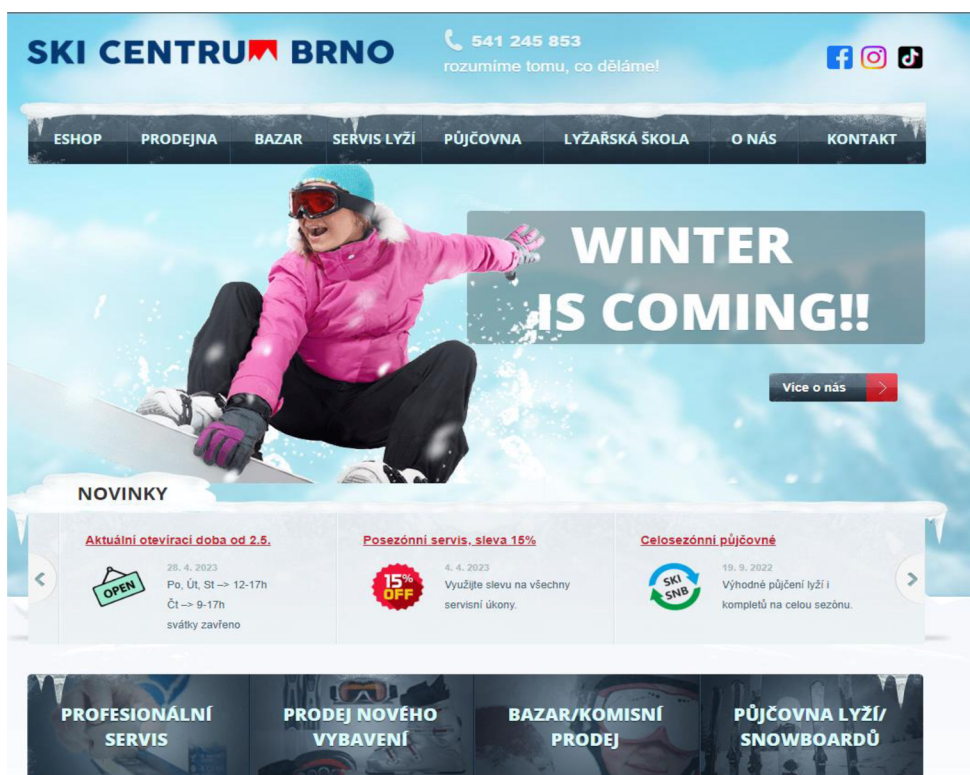 SKI CENTRUM BRNO
541 245 853
rozumíme tomu, co děláme!
ESHOP PRODEJNA BAZAR SERVIS LYŽÍ PŮJČOVNA LYŽAŘSKÁ ŠKOLA O NÁS KONTAKT
WINTER
IS COMING!!
Více o nás
NOVINKY
Aktuální otevírací doba od 2.5.
28. 4. 2023
OPEN
Po, Út, St –> 12-17h
Čt –> 9-17h
svátky zavřeno
Posezónní servis, sleva 15%
4. 4. 2023
15%
OFF
Využijte slevu na všechny
servisní úkony.
Celosezónní půjčovné
19. 9. 2022
SKI
SNB
Výhodné půjčení lyží i
kompletů na celou sezónu.
PROFESIONÁLNÍ
SERVIS
PRODEJ NOVÉHO
VYBAVENÍ
BAZAR/KOMISNÍ
PRODEJ
PŮJČOVNA LYŽÍ/
SNOWBOARDŮ